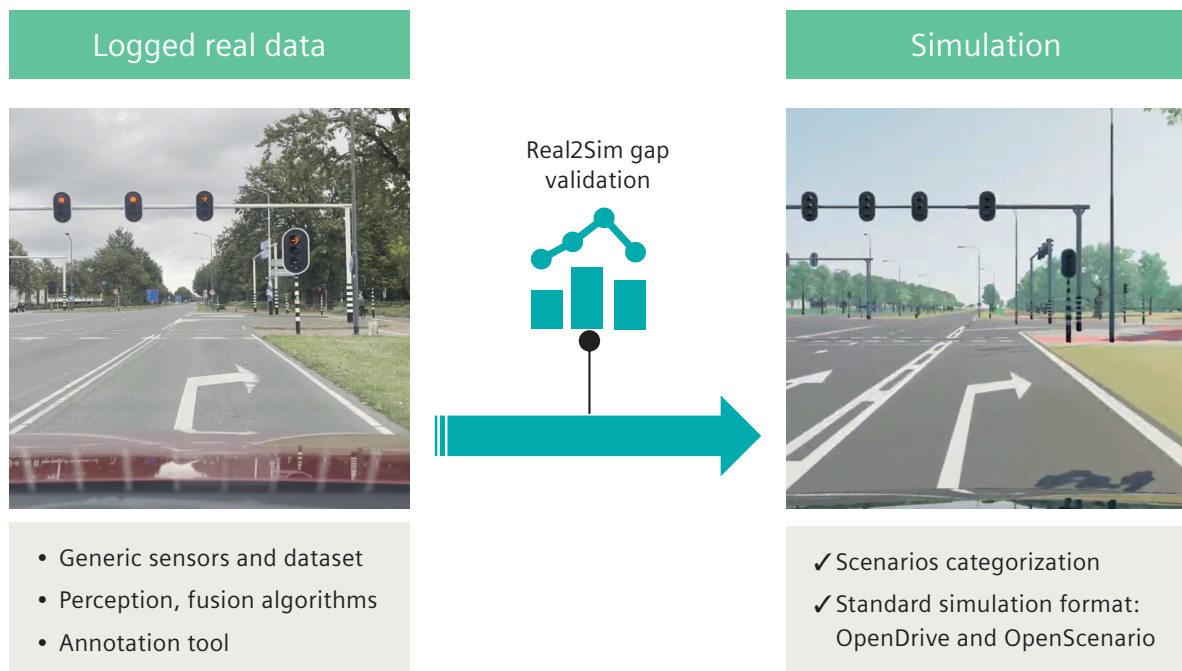 Logged real data
Simulation
Real2Sim gap
validation
• Generic sensors and dataset
• Perception, fusion algorithms
• Annotation tool
✓ Scenarios categorization
✓ Standard simulation format:
OpenDrive and OpenScenario